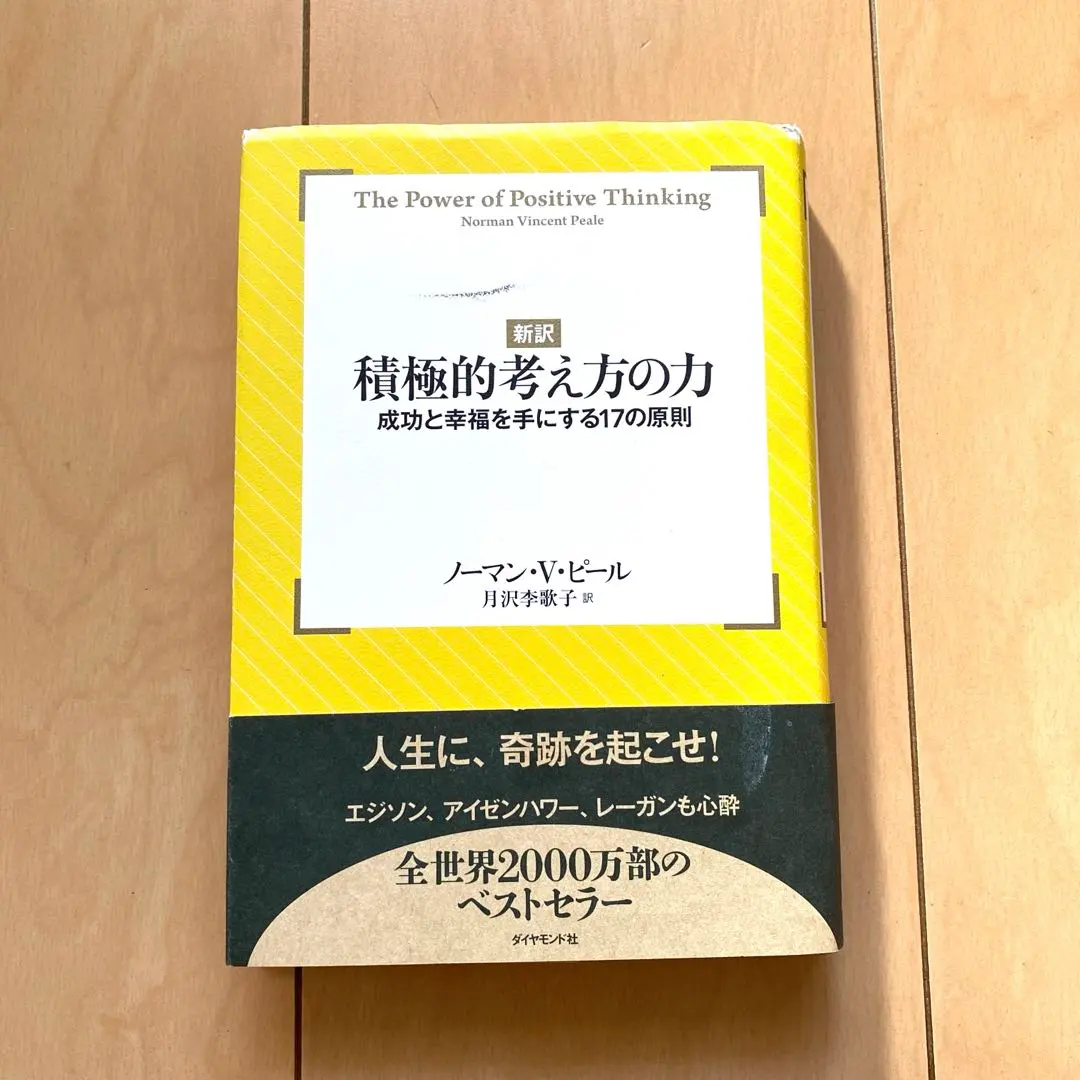 The Power of Positive Thinking
Norman Vincent Peale
新訳
積極的考え方の力
成功と幸福を手にする17の原則
ノーマン・V・ピール
月沢李歌子 訳
人生に、奇跡を起こせ!
エジソン、アイゼンハワー、レーガンも心酔
全世界2000万部の
ベストセラー
ダイヤモンド社